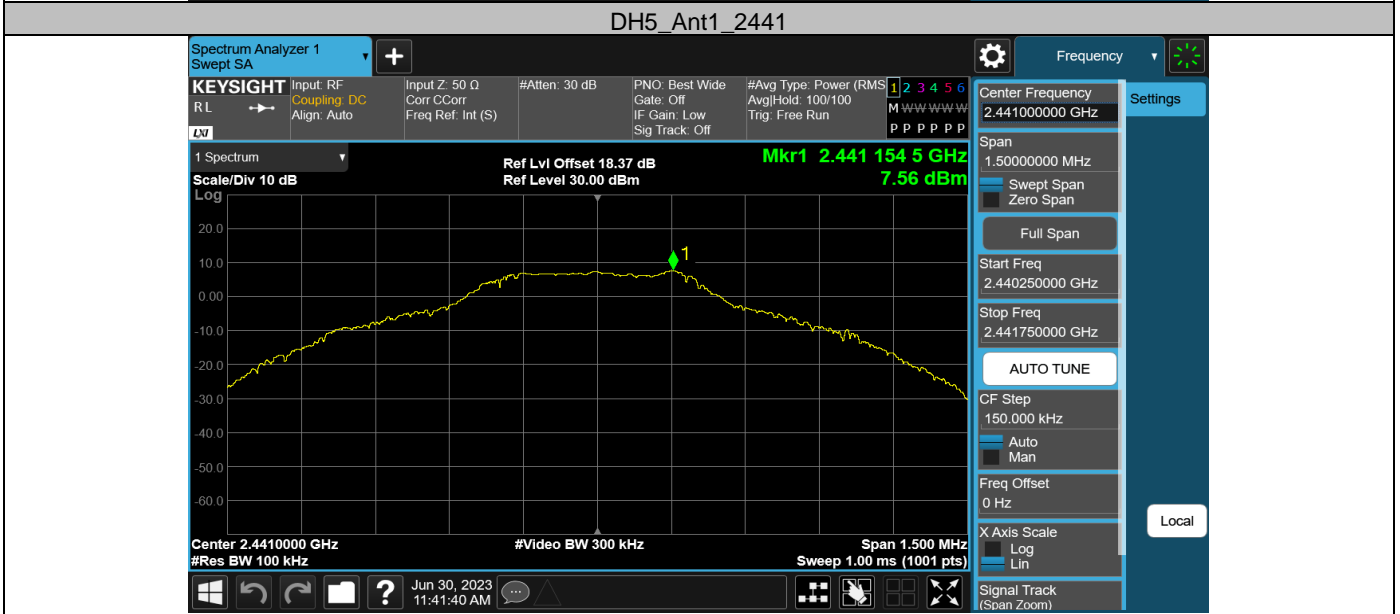 DH5_Ant1_2441
Spectrum Analyzer 1
Swept SA
+
Frequency
KEYSIGHT
R L
LXI
Input: RF
Coupling: DC
Align: Auto
Input Z: 50 Ω
Corr CCorr
Freq Ref: Int (S)
#Atten: 30 dB
PNO: Best Wide
Gate: Off
IF Gain: Low
Sig Track: Off
#Avg Type: Power (RMS
Avg|Hold: 100/100
Trig: Free Run
1 2 3 4 5 6
M W W W W W
P P P P P P
1 Spectrum
Scale/Div 10 dB
Ref Lvl Offset 18.37 dB
Ref Level 30.00 dBm
Mkr1 2.441 154 5 GHz
7.56 dBm
Log
20.0
10.0
0.00
-10.0
-20.0
-30.0
-40.0
-50.0
-60.0
1
Center 2.4410000 GHz
#Res BW 100 kHz
#Video BW 300 kHz
Span 1.500 MHz
Sweep 1.00 ms (1001 pts)
Center Frequency
2.441000000 GHz
Span
1.50000000 MHz
Swept Span
Zero Span
Full Span
Start Freq
2.440250000 GHz
Stop Freq
2.441750000 GHz
AUTO TUNE
CF Step
150.000 kHz
Auto
Man
Freq Offset
0 Hz
X Axis Scale
Log
Lin
Signal Track
(Span Zoom)
Settings
Local
?
Jun 30, 2023
11:41:40 AM